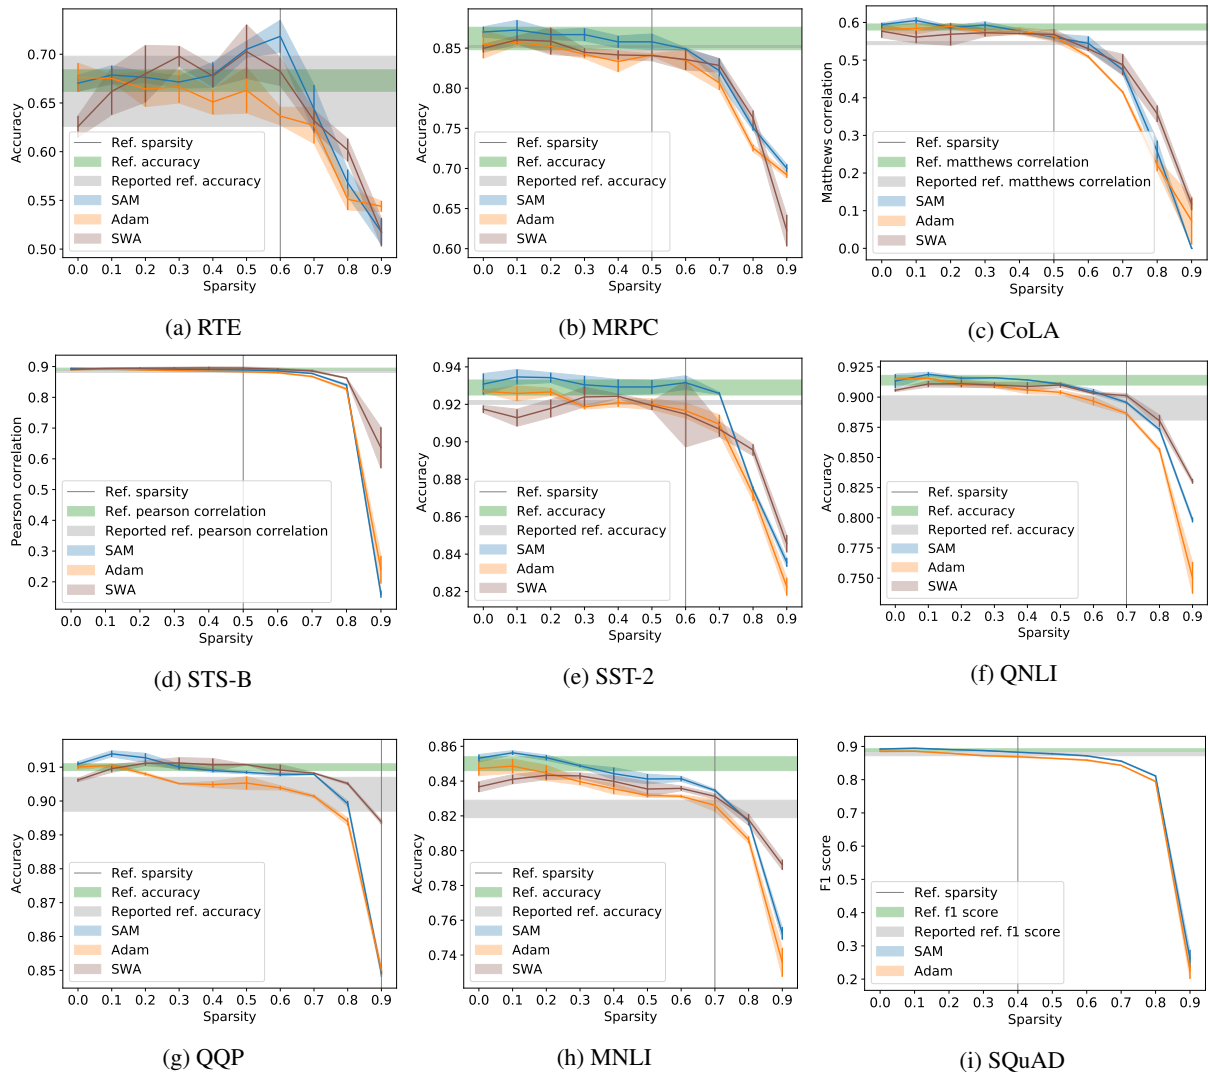 0.70
0.65
0.60
0.55
0.50
Accuracy
Ref. sparsity
Ref. accuracy
Reported ref. accuracy
SAM
Adam
SWA
0.0 0.1 0.2 0.3 0.4 0.5 0.6 0.7 0.8 0.9
Sparsity
(a) RTE
0.85
0.80
0.75
0.70
0.65
0.60
Accuracy
Ref. sparsity
Ref. accuracy
Reported ref. accuracy
SAM
Adam
SWA
0.0 0.1 0.2 0.3 0.4 0.5 0.6 0.7 0.8 0.9
Sparsity
(b) MRPC
0.6
0.5
0.4
0.3
0.2
0.1
0.0
Matthews correlation
Ref. sparsity
Ref. matthews correlation
Reported ref. matthews correlation
SAM
Adam
SWA
0.0 0.1 0.2 0.3 0.4 0.5 0.6 0.7 0.8 0.9
Sparsity
(c) CoLA
0.9
0.8
0.7
0.6
0.5
0.4
0.3
0.2
Pearson correlation
Ref. sparsity
Ref. pearson correlation
Reported ref. pearson correlation
SAM
Adam
SWA
0.0 0.1 0.2 0.3 0.4 0.5 0.6 0.7 0.8 0.9
Sparsity
(d) STS-B
0.94
0.92
0.90
0.88
0.86
0.84
0.82
Accuracy
Ref. sparsity
Ref. accuracy
Reported ref. accuracy
SAM
Adam
SWA
0.0 0.1 0.2 0.3 0.4 0.5 0.6 0.7 0.8 0.9
Sparsity
(e) SST-2
0.925
0.900
0.875
0.850
0.825
0.800
0.775
0.750
Accuracy
Ref. sparsity
Ref. accuracy
Reported ref. accuracy
SAM
Adam
SWA
0.0 0.1 0.2 0.3 0.4 0.5 0.6 0.7 0.8 0.9
Sparsity
(f) QNLI
0.91
0.90
0.89
0.88
0.87
0.86
0.85
Accuracy
Ref. sparsity
Ref. accuracy
Reported ref. accuracy
SAM
Adam
SWA
0.0 0.1 0.2 0.3 0.4 0.5 0.6 0.7 0.8 0.9
Sparsity
(g) QQP
0.86
0.84
0.82
0.80
0.78
0.76
0.74
Accuracy
Ref. sparsity
Ref. accuracy
Reported ref. accuracy
SAM
Adam
SWA
0.0 0.1 0.2 0.3 0.4 0.5 0.6 0.7 0.8 0.9
Sparsity
(h) MNLI
0.9
0.8
0.7
0.6
0.5
0.4
0.3
0.2
F1 score
Ref. sparsity
Ref. f1 score
Reported ref. f1 score
SAM
Adam
0.0 0.1 0.2 0.3 0.4 0.5 0.6 0.7 0.8 0.9
Sparsity
(i) SQuAD